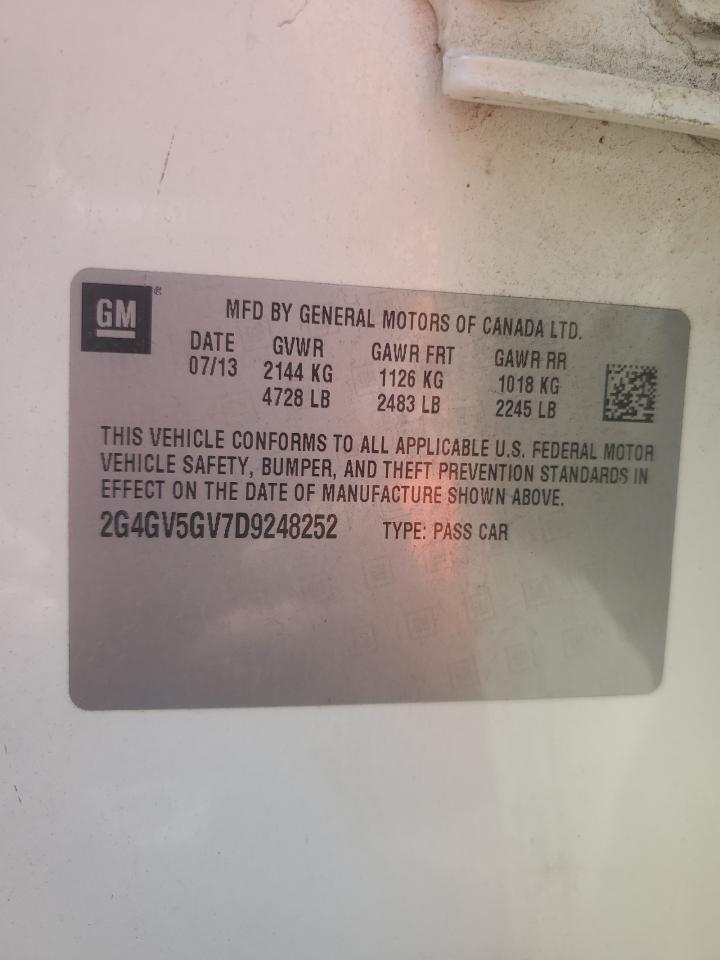 GM ®
MFD BY GENERAL MOTORS OF CANADA LTD.
DATE GVWR GAWR FRT GAWR RR
07/13 2144 KG 1126 KG 1018 KG
4728 LB 2483 LB 2245 LB
THIS VEHICLE CONFORMS TO ALL APPLICABLE U.S. FEDERAL MOTOR
VEHICLE SAFETY, BUMPER, AND THEFT PREVENTION STANDARDS IN
EFFECT ON THE DATE OF MANUFACTURE SHOWN ABOVE.
2G4GV5GV7D9248252 TYPE: PASS CAR